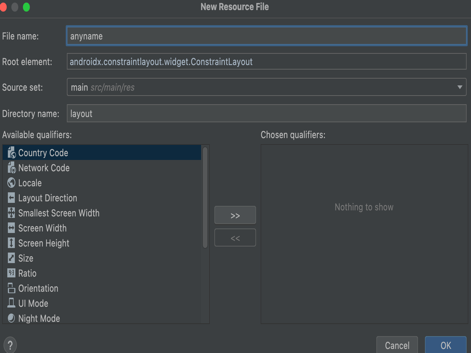 New Resource File
File name: anyname
Root element: androidx.constraintlayout.widget.ConstraintLayout
Source set: main src/main/res
Directory name: layout
Available qualifiers: Chosen qualifiers:
Country Code
Network Code
Locale
Layout Direction
Smallest Screen Width
Screen Width
Screen Height
Size
Ratio
Orientation
UI Mode
Night Mode
>>
<<
Nothing to show
? Cancel OK